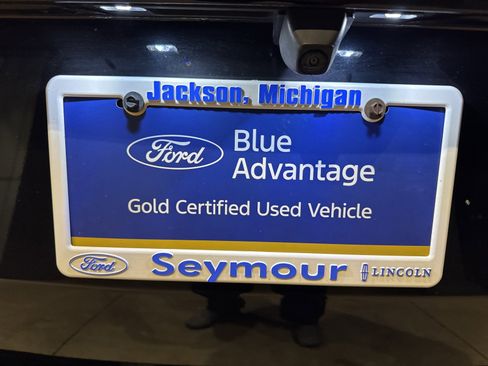 Jackson, Michigan
Ford
Blue
Advantage
Gold Certified Used Vehicle
Ford
Seymour
LINCOLN